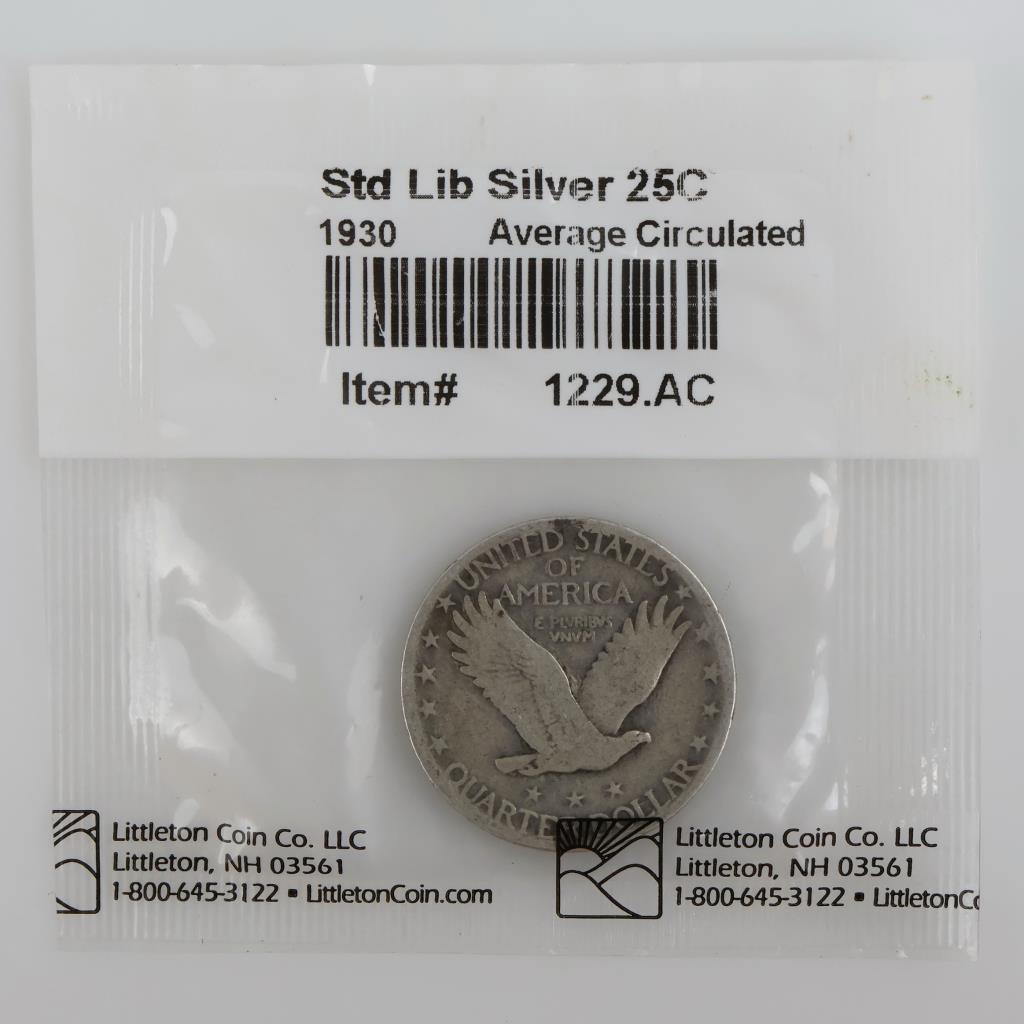 Std Lib Silver 25C
1930 Average Circulated
Item# 1229.AC
UNITED STATES
OF
AMERICA
E PLURIBUS
UNUM
QUARTER DOLLAR
Littleton Coin Co. LLC
Littleton, NH 03561
1-800-645-3122 ▪ LittletonCoin.com
Littleton Coin Co. LLC
Littleton, NH 03561
1-800-645-3122 ▪ LittletonCo